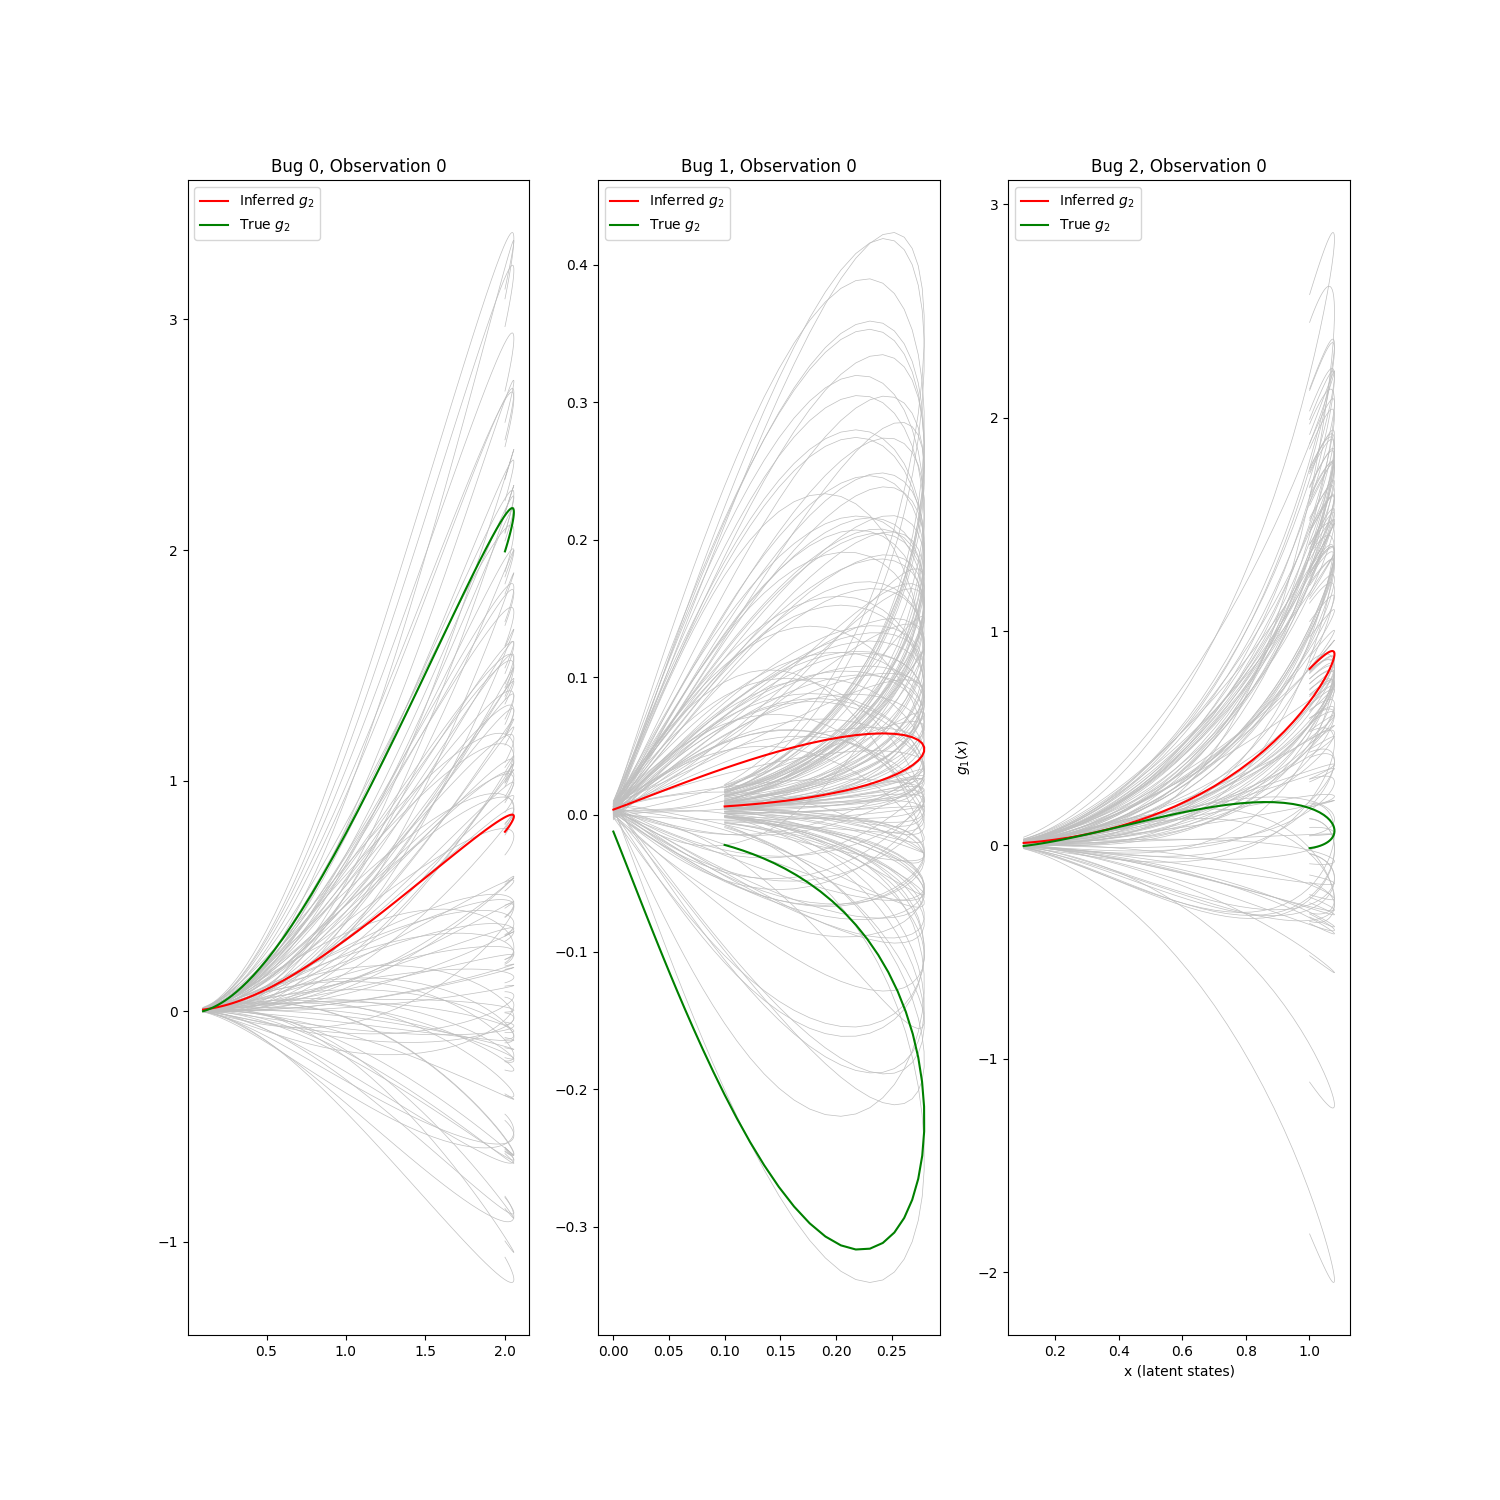 Bug 0, Observation 0
Inferred g₂
True g₂
3
2
1
0
−1
0.5 1.0 1.5 2.0
Bug 1, Observation 0
Inferred g₂
True g₂
0.4
0.3
0.2
0.1
0.0
−0.1
−0.2
−0.3
0.00 0.05 0.10 0.15 0.20 0.25
Bug 2, Observation 0
Inferred g₂
True g₂
g₁(x)
3
2
1
0
−1
−2
0.2 0.4 0.6 0.8 1.0
x (latent states)